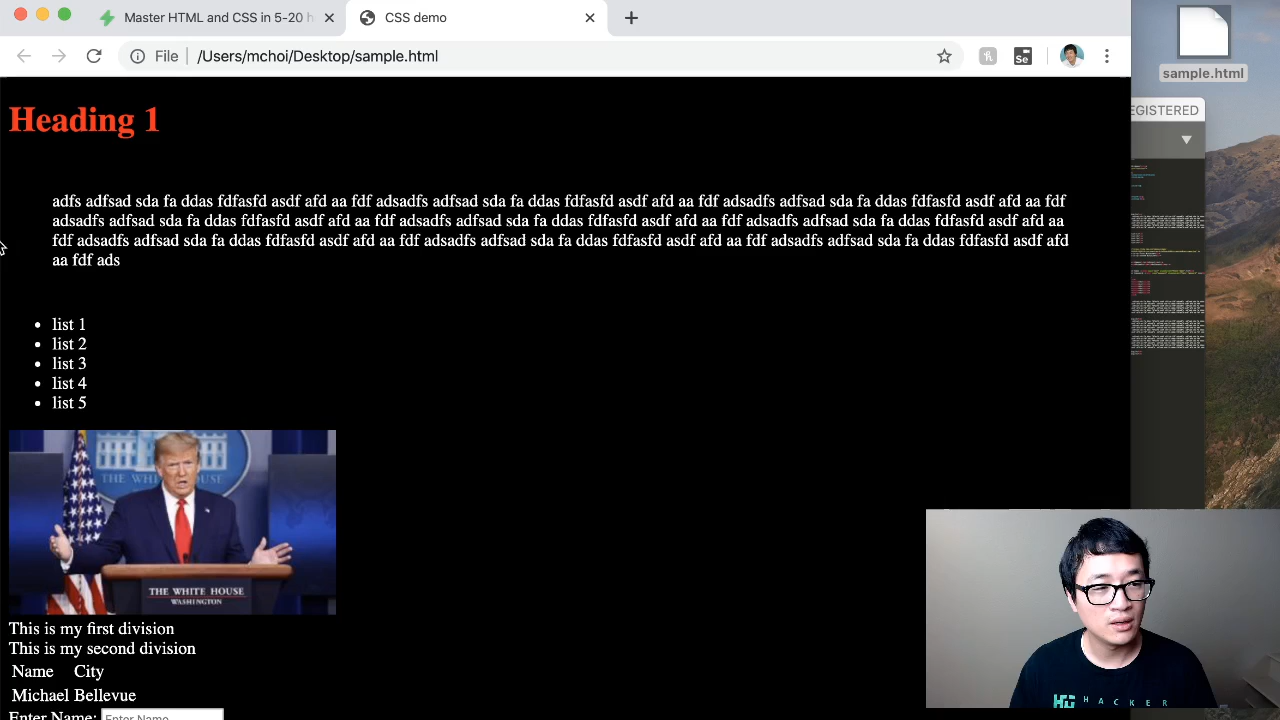 Master HTML and CSS in 5-20 h
CSS demo
File
/Users/mchoi/Desktop/sample.html
Se
sample.html
EGISTERED
Heading 1
adfs adfsad sda fa ddas fdfasfd asdf afd aa fdf adsadfs adfsad sda fa ddas fdfasfd asdf afd aa fdf adsadfs adfsad sda fa ddas fdfasfd asdf afd aa fdf
adsadfs adfsad sda fa ddas fdfasfd asdf afd aa fdf adsadfs adfsad sda fa ddas fdfasfd asdf afd aa fdf adsadfs adfsad sda fa ddas fdfasfd asdf afd aa
fdf adsadfs adfsad sda fa ddas fdfasfd asdf afd aa fdf adsadfs adfsad sda fa ddas fdfasfd asdf afd aa fdf adsadfs adfsad sda fa ddas fdfasfd asdf afd
aa fdf ads
list 1
list 2
list 3
list 4
list 5
THE WHITE HOUSE
THE WHITE HOUSE
WASHINGTON
This is my first division
This is my second division
Name City
Michael Bellevue
Enter Name: Enter Name
HACKER